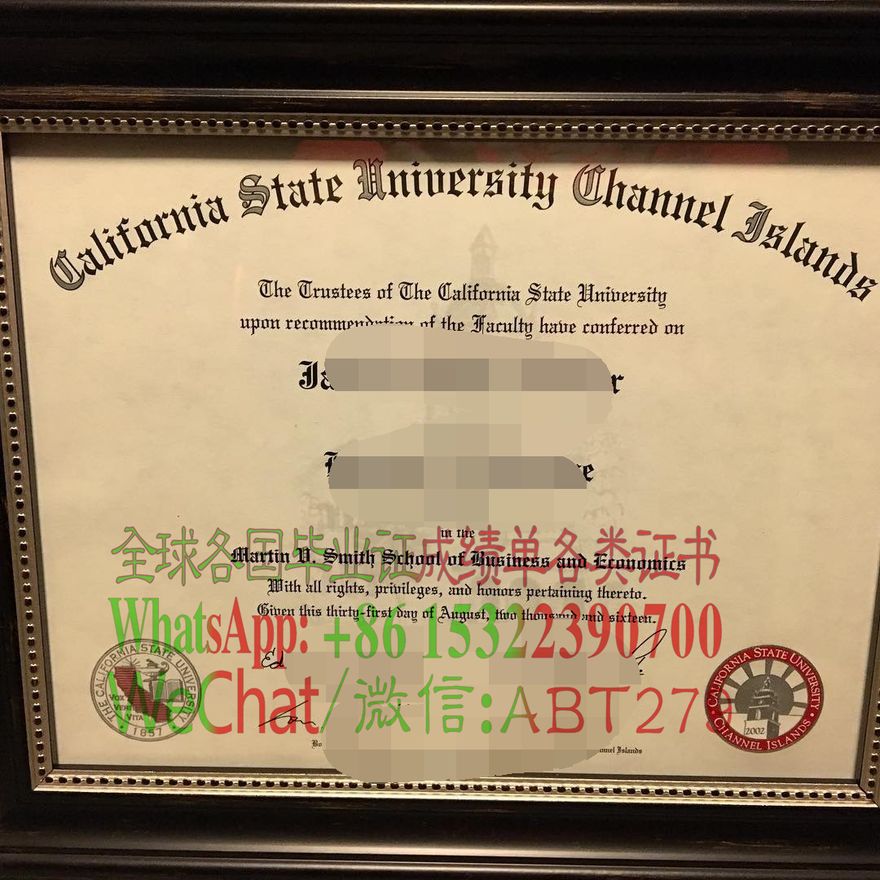 California State University Channel Islands
The Trustees of The California State University
upon recommendation of the Faculty have conferred on
in the
全球各国毕业证成绩单各类证书
Martin V. Smith School of Business and Economics
With all rights, privileges, and honors pertaining thereto.
Given this thirty-first day of August, two thousand and sixteen.
WhatsApp: +86 15322390700
WeChat/微信:ABT27
THE CALIFORNIA STATE UNIVERSITY
VOX
VERI
VITA
1857
CALIFORNIA STATE UNIVERSITY
2002
CHANNEL ISLANDS
Islands